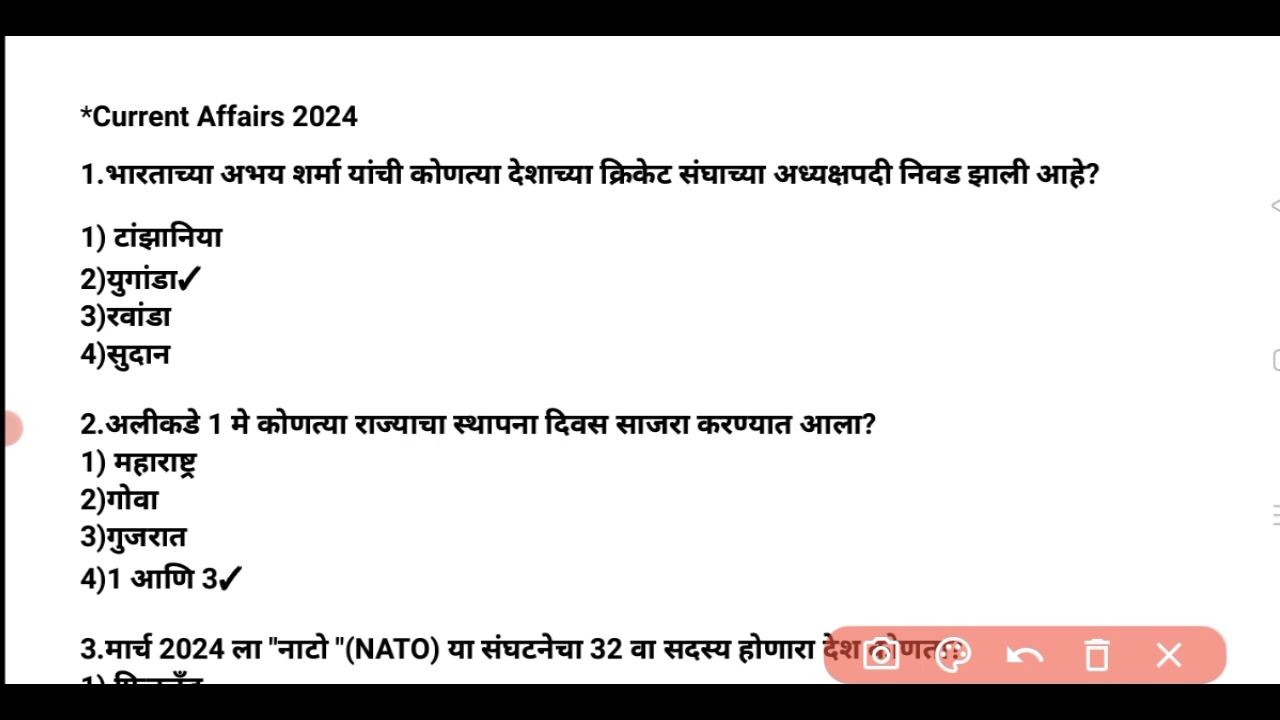 *Current Affairs 2024
1.भारताच्या अभय शर्मा यांची कोणत्या देशाच्या क्रिकेट संघाच्या अध्यक्षपदी निवड झाली आहे?
1) टांझानिया
2)युगांडा✓
3)रवांडा
4)सुदान
2.अलीकडे 1 मे कोणत्या राज्याचा स्थापना दिवस साजरा करण्यात आला?
1) महाराष्ट्र
2)गोवा
3)गुजरात
4)1 आणि 3✓
3.मार्च 2024 ला "नाटो "(NATO) या संघटनेचा 32 वा सदस्य होणारा देश